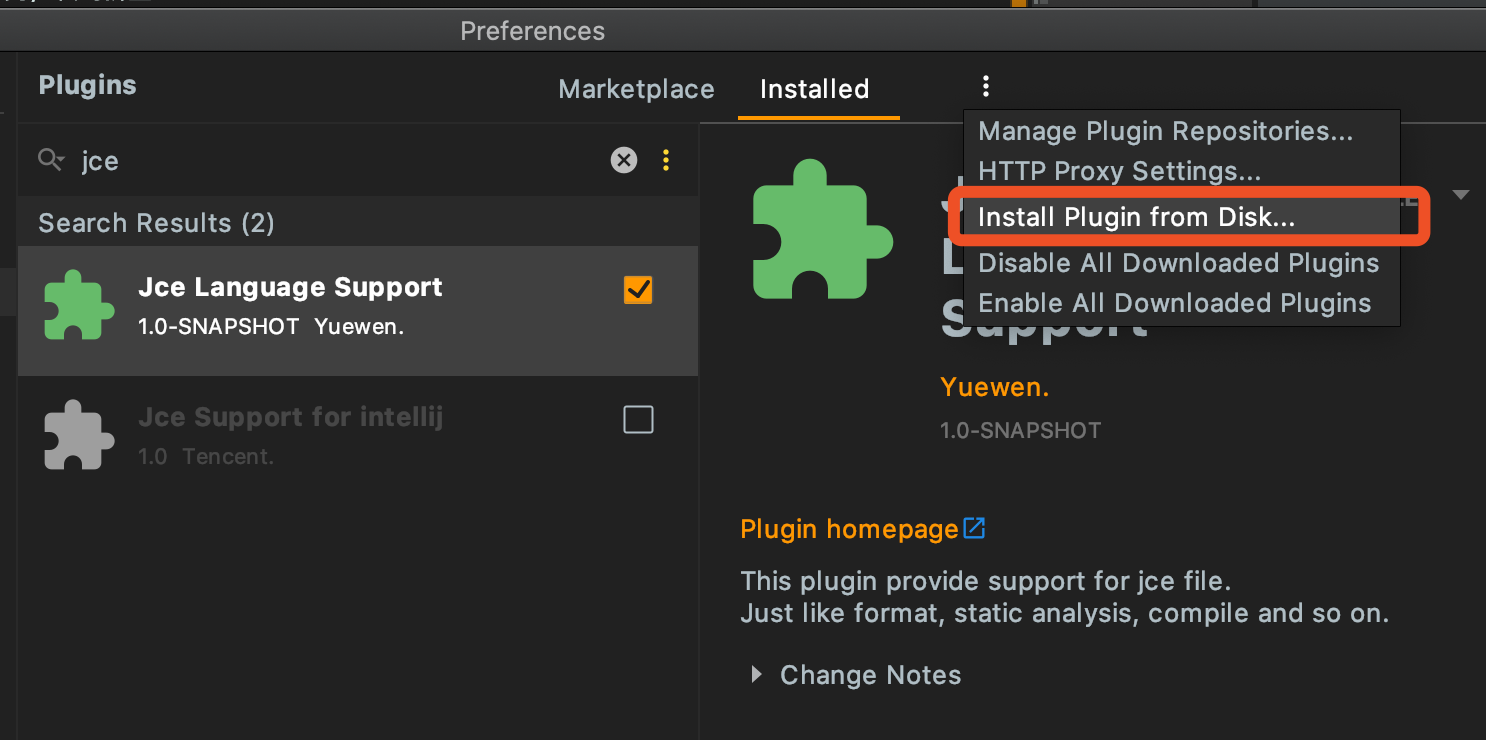 Preferences
Plugins
Marketplace
Installed
Manage Plugin Repositories...
jce
HTTP Proxy Settings...
Install Plugin from Disk...
Search Results (2)
Disable All Downloaded Plugins
Jce Language Support
Enable All Downloaded Plugins
1.0-SNAPSHOT Yuewen.
Support
Yuewen.
Jce Support for intellij
1.0-SNAPSHOT
1.0 Tencent.
Plugin homepage
This plugin provide support for jce file.
Just like format, static analysis, compile and so on.
Change Notes